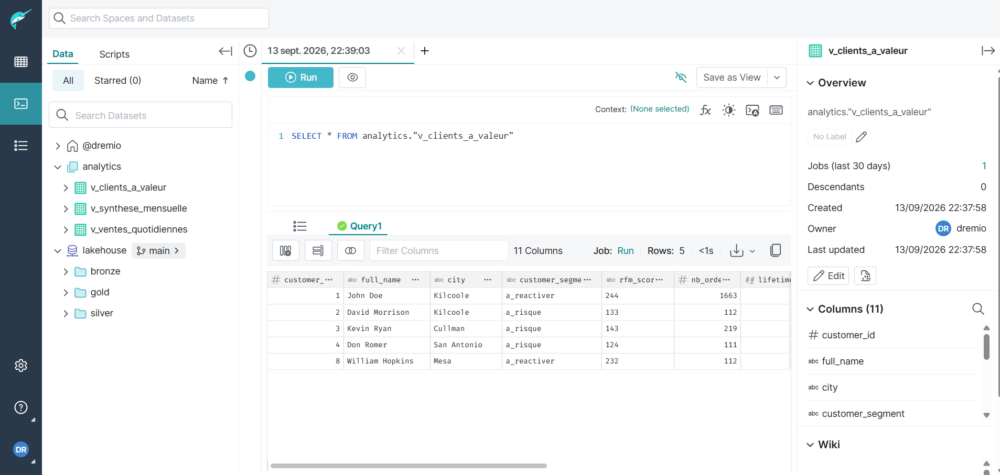 Search Spaces and Datasets
Data
Scripts
All
Starred (0)
Name
Search Datasets
@dremio
analytics
v_clients_a_valeur
v_synthese_mensuelle
v_ventes_quotidiennes
lakehouse
main
bronze
gold
silver
DR
13 sept. 2026, 22:39:03
Run
Save as View
Context: (None selected)
1 SELECT * FROM analytics."v_clients_a_valeur"
Query1
Filter Columns
11 Columns
Job: Run
Rows: 5
<1s
# customer_··· abc full_name ··· abc city ··· abc customer_segme··· abc rfm_scor··· # nb_orde··· ## lifetime
1 John Doe Kilcoole a_reactiver 244 1663
2 David Morrison Kilcoole a_risque 133 112
3 Kevin Ryan Cullman a_risque 143 219
4 Don Romer San Antonio a_risque 124 111
8 William Hopkins Mesa a_reactiver 232 112
v_clients_a_valeur
Overview
analytics."v_clients_a_valeur"
No Label
Jobs (last 30 days) 1
Descendants 0
Created 13/09/2026 22:37:58
Owner DR dremio
Last updated 13/09/2026 22:37:58
Edit
Columns (11)
# customer_id
abc full_name
abc city
abc customer_segment
Wiki